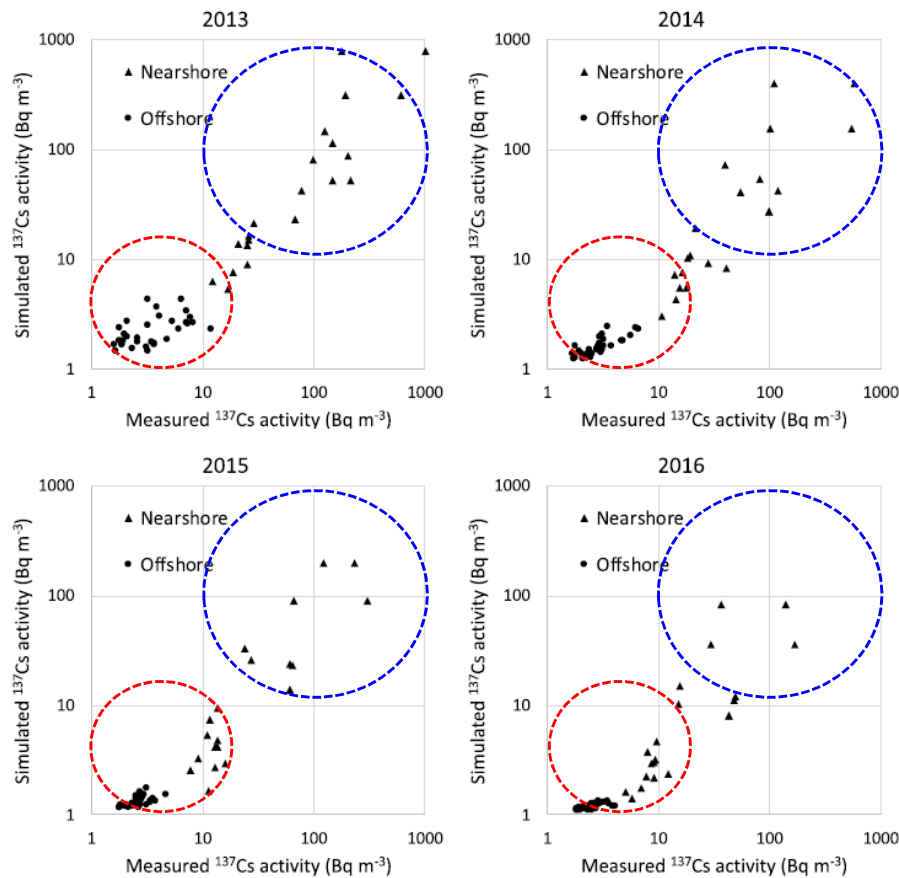 2013
1000
100
10
1
Simulated ¹³⁷Cs activity (Bq m⁻³)
▲ Nearshore
● Offshore
1 10 100 1000
Measured ¹³⁷Cs activity (Bq m⁻³)
2014
1000
100
10
1
Simulated ¹³⁷Cs activity (Bq m⁻³)
▲ Nearshore
● Offshore
1 10 100 1000
Measured ¹³⁷Cs activity (Bq m⁻³)
2015
1000
100
10
1
Simulated ¹³⁷Cs activity (Bq m⁻³)
▲ Nearshore
● Offshore
1 10 100 1000
Measured ¹³⁷Cs activity (Bq m⁻³)
2016
1000
100
10
1
Simulated ¹³⁷Cs activity (Bq m⁻³)
▲ Nearshore
● Offshore
1 10 100 1000
Measured ¹³⁷Cs activity (Bq m⁻³)